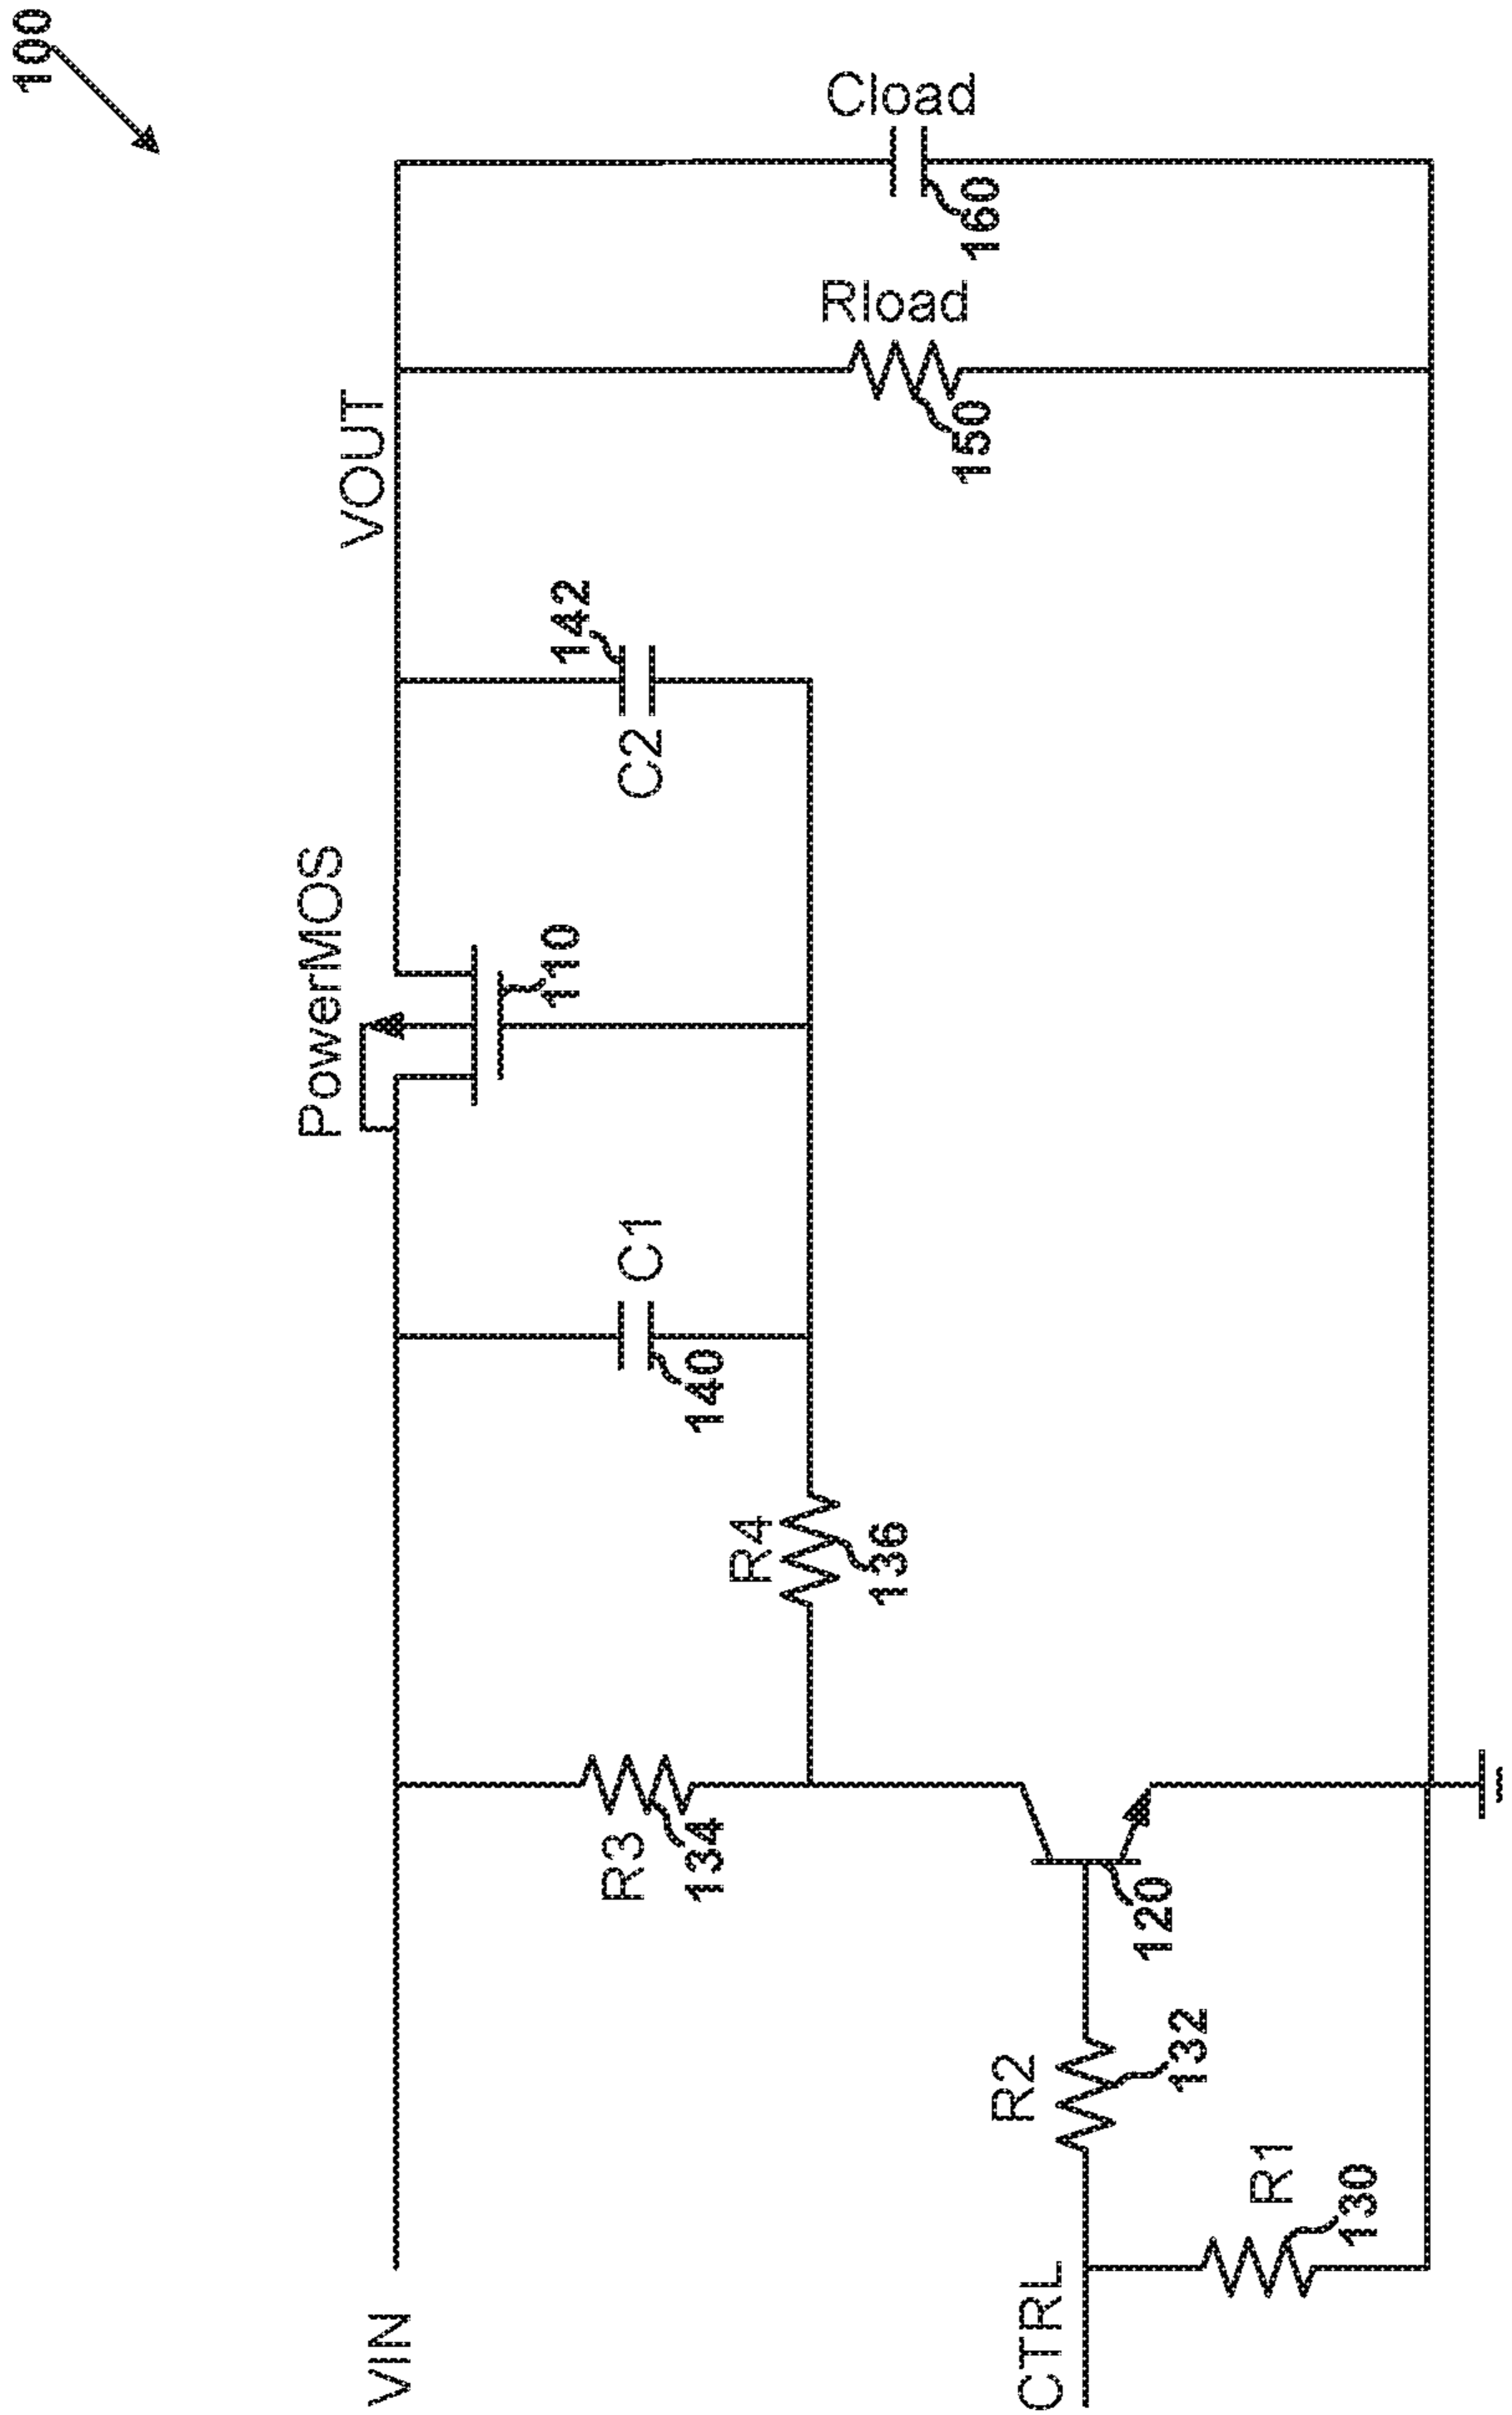 100
PowerMOS
VOUT
VIN
110
C1
140
C2
142
R3
134
R4
136
Rload
150
Cload
160
CTRL
R2
132
120
R1
130